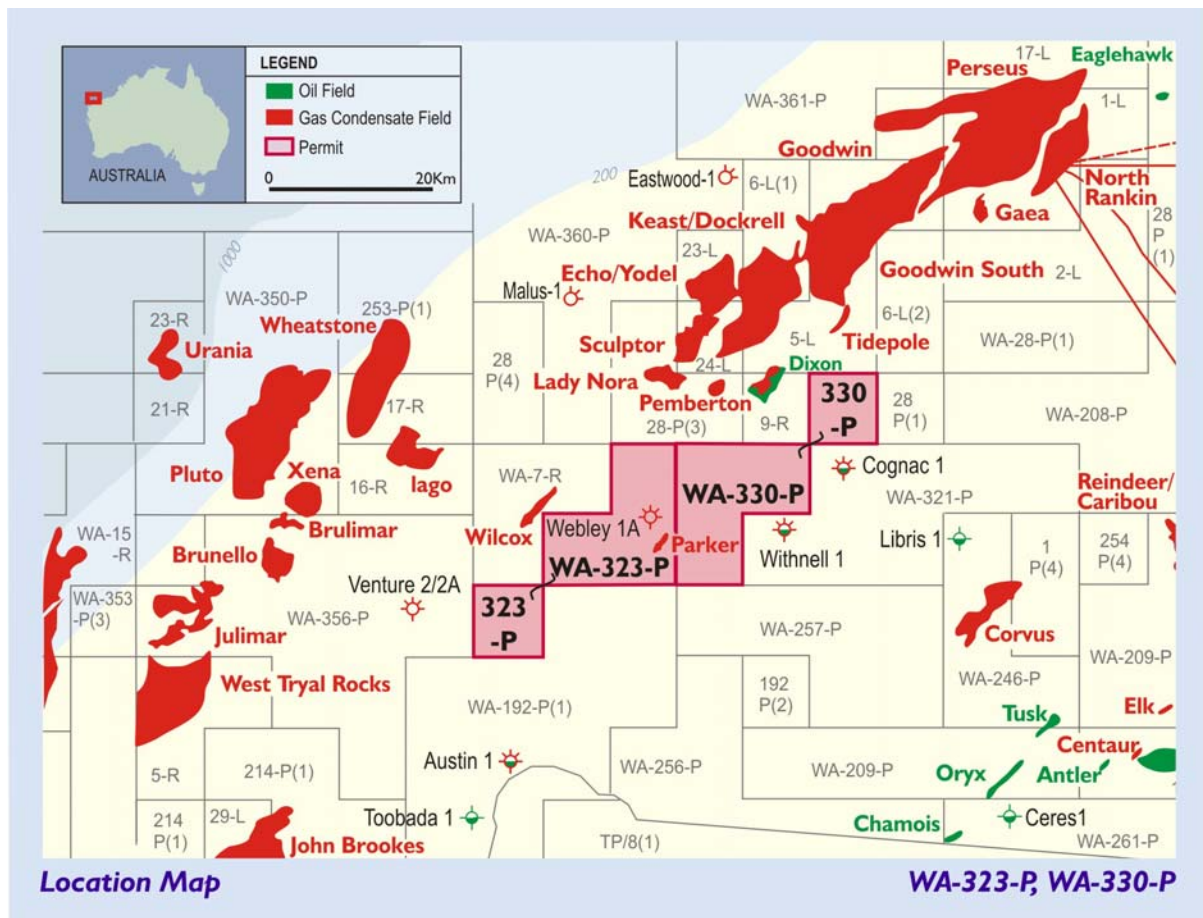 LEGEND
Oil Field
Gas Condensate Field
Permit
0 20Km
AUSTRALIA
17-L
Eaglehawk
Perseus
WA-361-P
1-L
Goodwin
200
Eastwood-1
6-L(1)
North
Rankin
Gaea
28
P
(1)
Keast/Dockrell
WA-360-P
23-L
1000
Echo/Yodel
Goodwin South
2-L
WA-350-P
Malus-1
253-P(1)
6-L(2)
23-R
Wheatstone
Urania
Sculptor
5-L
Tidepole
WA-28-P(1)
28
P(4)
24-L
Dixon
Lady Nora
Pemberton
330
-P
21-R
17-R
28-P(3)
9-R
28
P(1)
WA-208-P
Pluto
Xena
Iago
16-R
WA-7-R
WA-330-P
Cognac 1
WA-321-P
Reindeer/
Caribou
Brulimar
Wilcox
Webley 1A
Parker
Withnell 1
Libris 1
WA-15
-R
Brunello
WA-323-P
1
P(4)
254
P(4)
Venture 2/2A
WA-353
-P(3)
WA-356-P
323
-P
Julimar
WA-257-P
Corvus
WA-209-P
West Tryal Rocks
WA-192-P(1)
192
P(2)
WA-246-P
Tusk
Elk
Austin 1
Centaur
5-R
214-P(1)
WA-256-P
WA-209-P
Oryx
Antler
214
P(1)
29-L
Toobada 1
Chamois
Ceres1
John Brookes
TP/8(1)
WA-261-P
Location Map
WA-323-P, WA-330-P